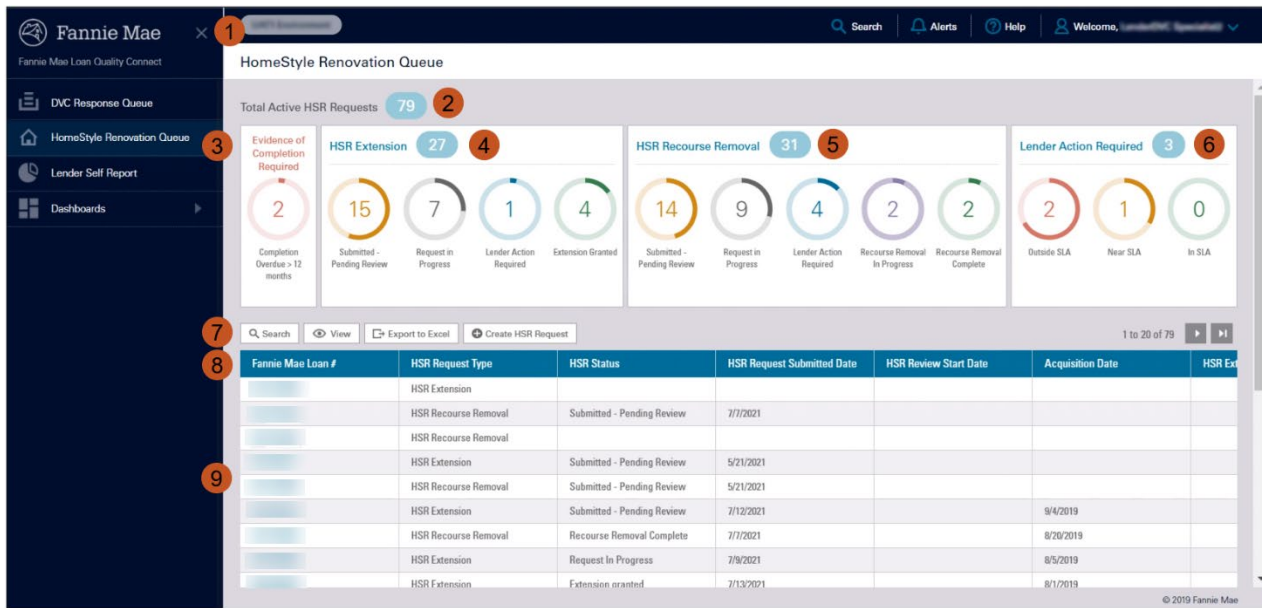 Fannie Mae
×
1
Search
Alerts
Help
Welcome,
Fannie Mae Loan Quality Connect
DVC Response Queue
HomeStyle Renovation Queue
3
Lender Self Report
Dashboards
HomeStyle Renovation Queue
Total Active HSR Requests 79 2
Evidence of
Completion
Required
2
Completion
Overdue > 12
months
HSR Extension 27 4
15
Submitted -
Pending Review
7
Request in
Progress
1
Lender Action
Required
4
Extension Granted
HSR Recourse Removal 31 5
14
Submitted -
Pending Review
9
Request in
Progress
4
Lender Action
Required
2
Recourse Removal
In Progress
2
Recourse Removal
Complete
Lender Action Required 3 6
2
Outside SLA
1
Near SLA
0
In SLA
7
Search View Export to Excel Create HSR Request 1 to 20 of 79
8
Fannie Mae Loan # HSR Request Type HSR Status HSR Request Submitted Date HSR Review Start Date Acquisition Date HSR Ext
HSR Extension
HSR Recourse Removal Submitted - Pending Review 7/7/2021
HSR Recourse Removal
HSR Extension Submitted - Pending Review 5/21/2021
9
HSR Recourse Removal Submitted - Pending Review 5/21/2021
HSR Extension Submitted - Pending Review 7/12/2021 9/4/2019
HSR Recourse Removal Recourse Removal Complete 7/7/2021 8/20/2019
HSR Extension Request In Progress 7/9/2021 8/5/2019
HSR Extension Extension granted 7/13/2021 8/1/2019
© 2019 Fannie Mae